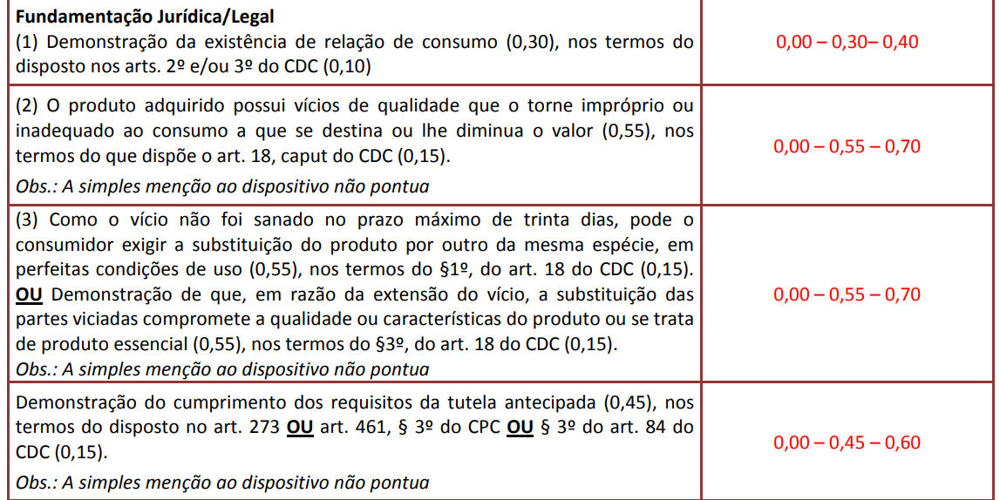 Fundamentação Jurídica/Legal
(1) Demonstração da existência de relação de consumo (0,30), nos termos do
disposto nos arts. 2º e/ou 3º do CDC (0,10)
0,00 – 0,30– 0,40
(2) O produto adquirido possui vícios de qualidade que o torne impróprio ou
inadequado ao consumo a que se destina ou lhe diminua o valor (0,55), nos
termos do que dispõe o art. 18, caput do CDC (0,15).
Obs.: A simples menção ao dispositivo não pontua
0,00 – 0,55 – 0,70
(3) Como o vício não foi sanado no prazo máximo de trinta dias, pode o
consumidor exigir a substituição do produto por outro da mesma espécie, em
perfeitas condições de uso (0,55), nos termos do §1º, do art. 18 do CDC (0,15).
OU Demonstração de que, em razão da extensão do vício, a substituição das
partes viciadas compromete a qualidade ou características do produto ou se trata
de produto essencial (0,55), nos termos do §3º, do art. 18 do CDC (0,15).
Obs.: A simples menção ao dispositivo não pontua
0,00 – 0,55 – 0,70
Demonstração do cumprimento dos requisitos da tutela antecipada (0,45), nos
termos do disposto no art. 273 OU art. 461, § 3º do CPC OU § 3º do art. 84 do
CDC (0,15).
Obs.: A simples menção ao dispositivo não pontua
0,00 – 0,45 – 0,60